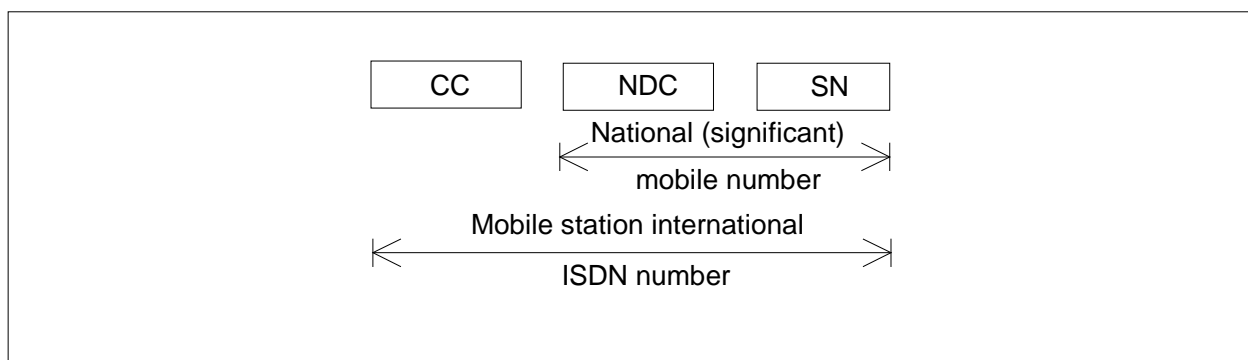 CC NDC SN
National (significant)
mobile number
Mobile station international
ISDN number